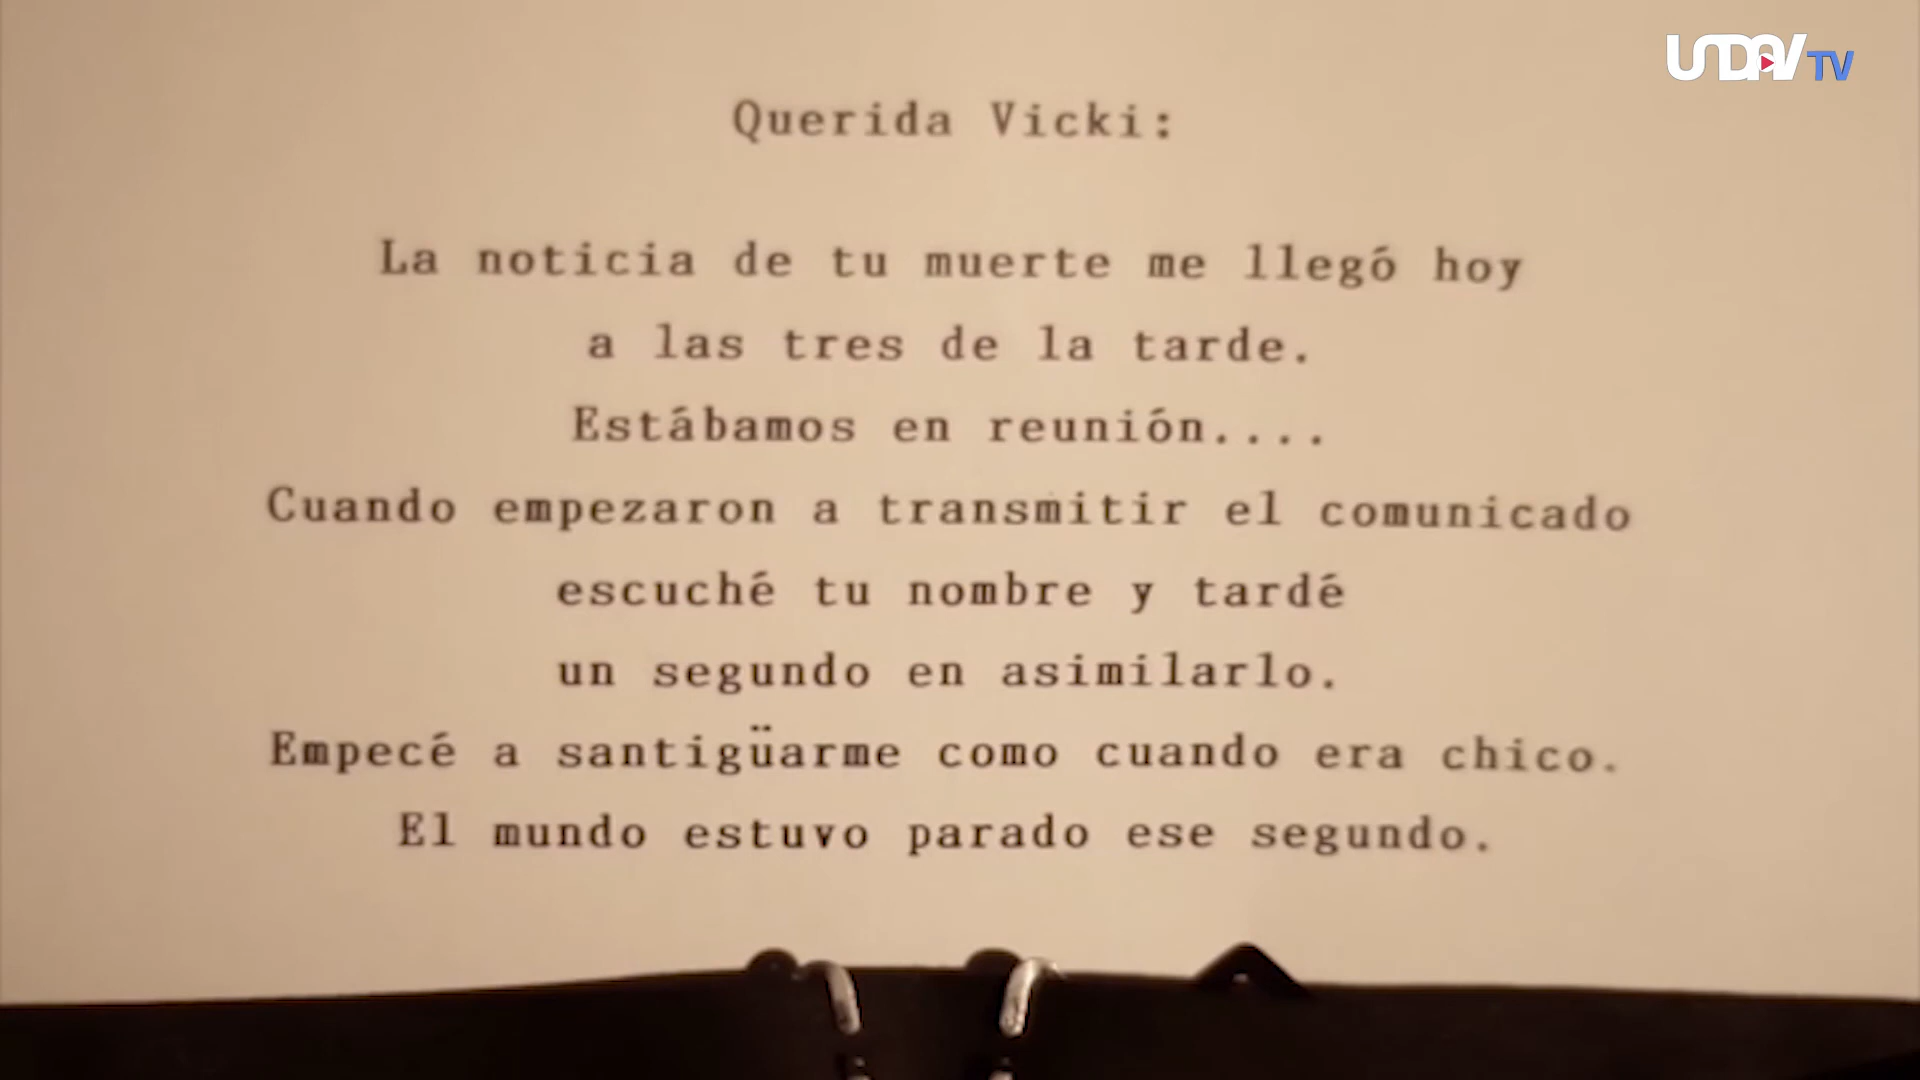 UNDAV TV
Querida Vicki:
La noticia de tu muerte me llegó hoy
a las tres de la tarde.
Estábamos en reunión....
Cuando empezaron a transmitir el comunicado
escuché tu nombre y tardé
un segundo en asimilarlo.
Empecé a santigüarme como cuando era chico.
El mundo estuvo parado ese segundo.